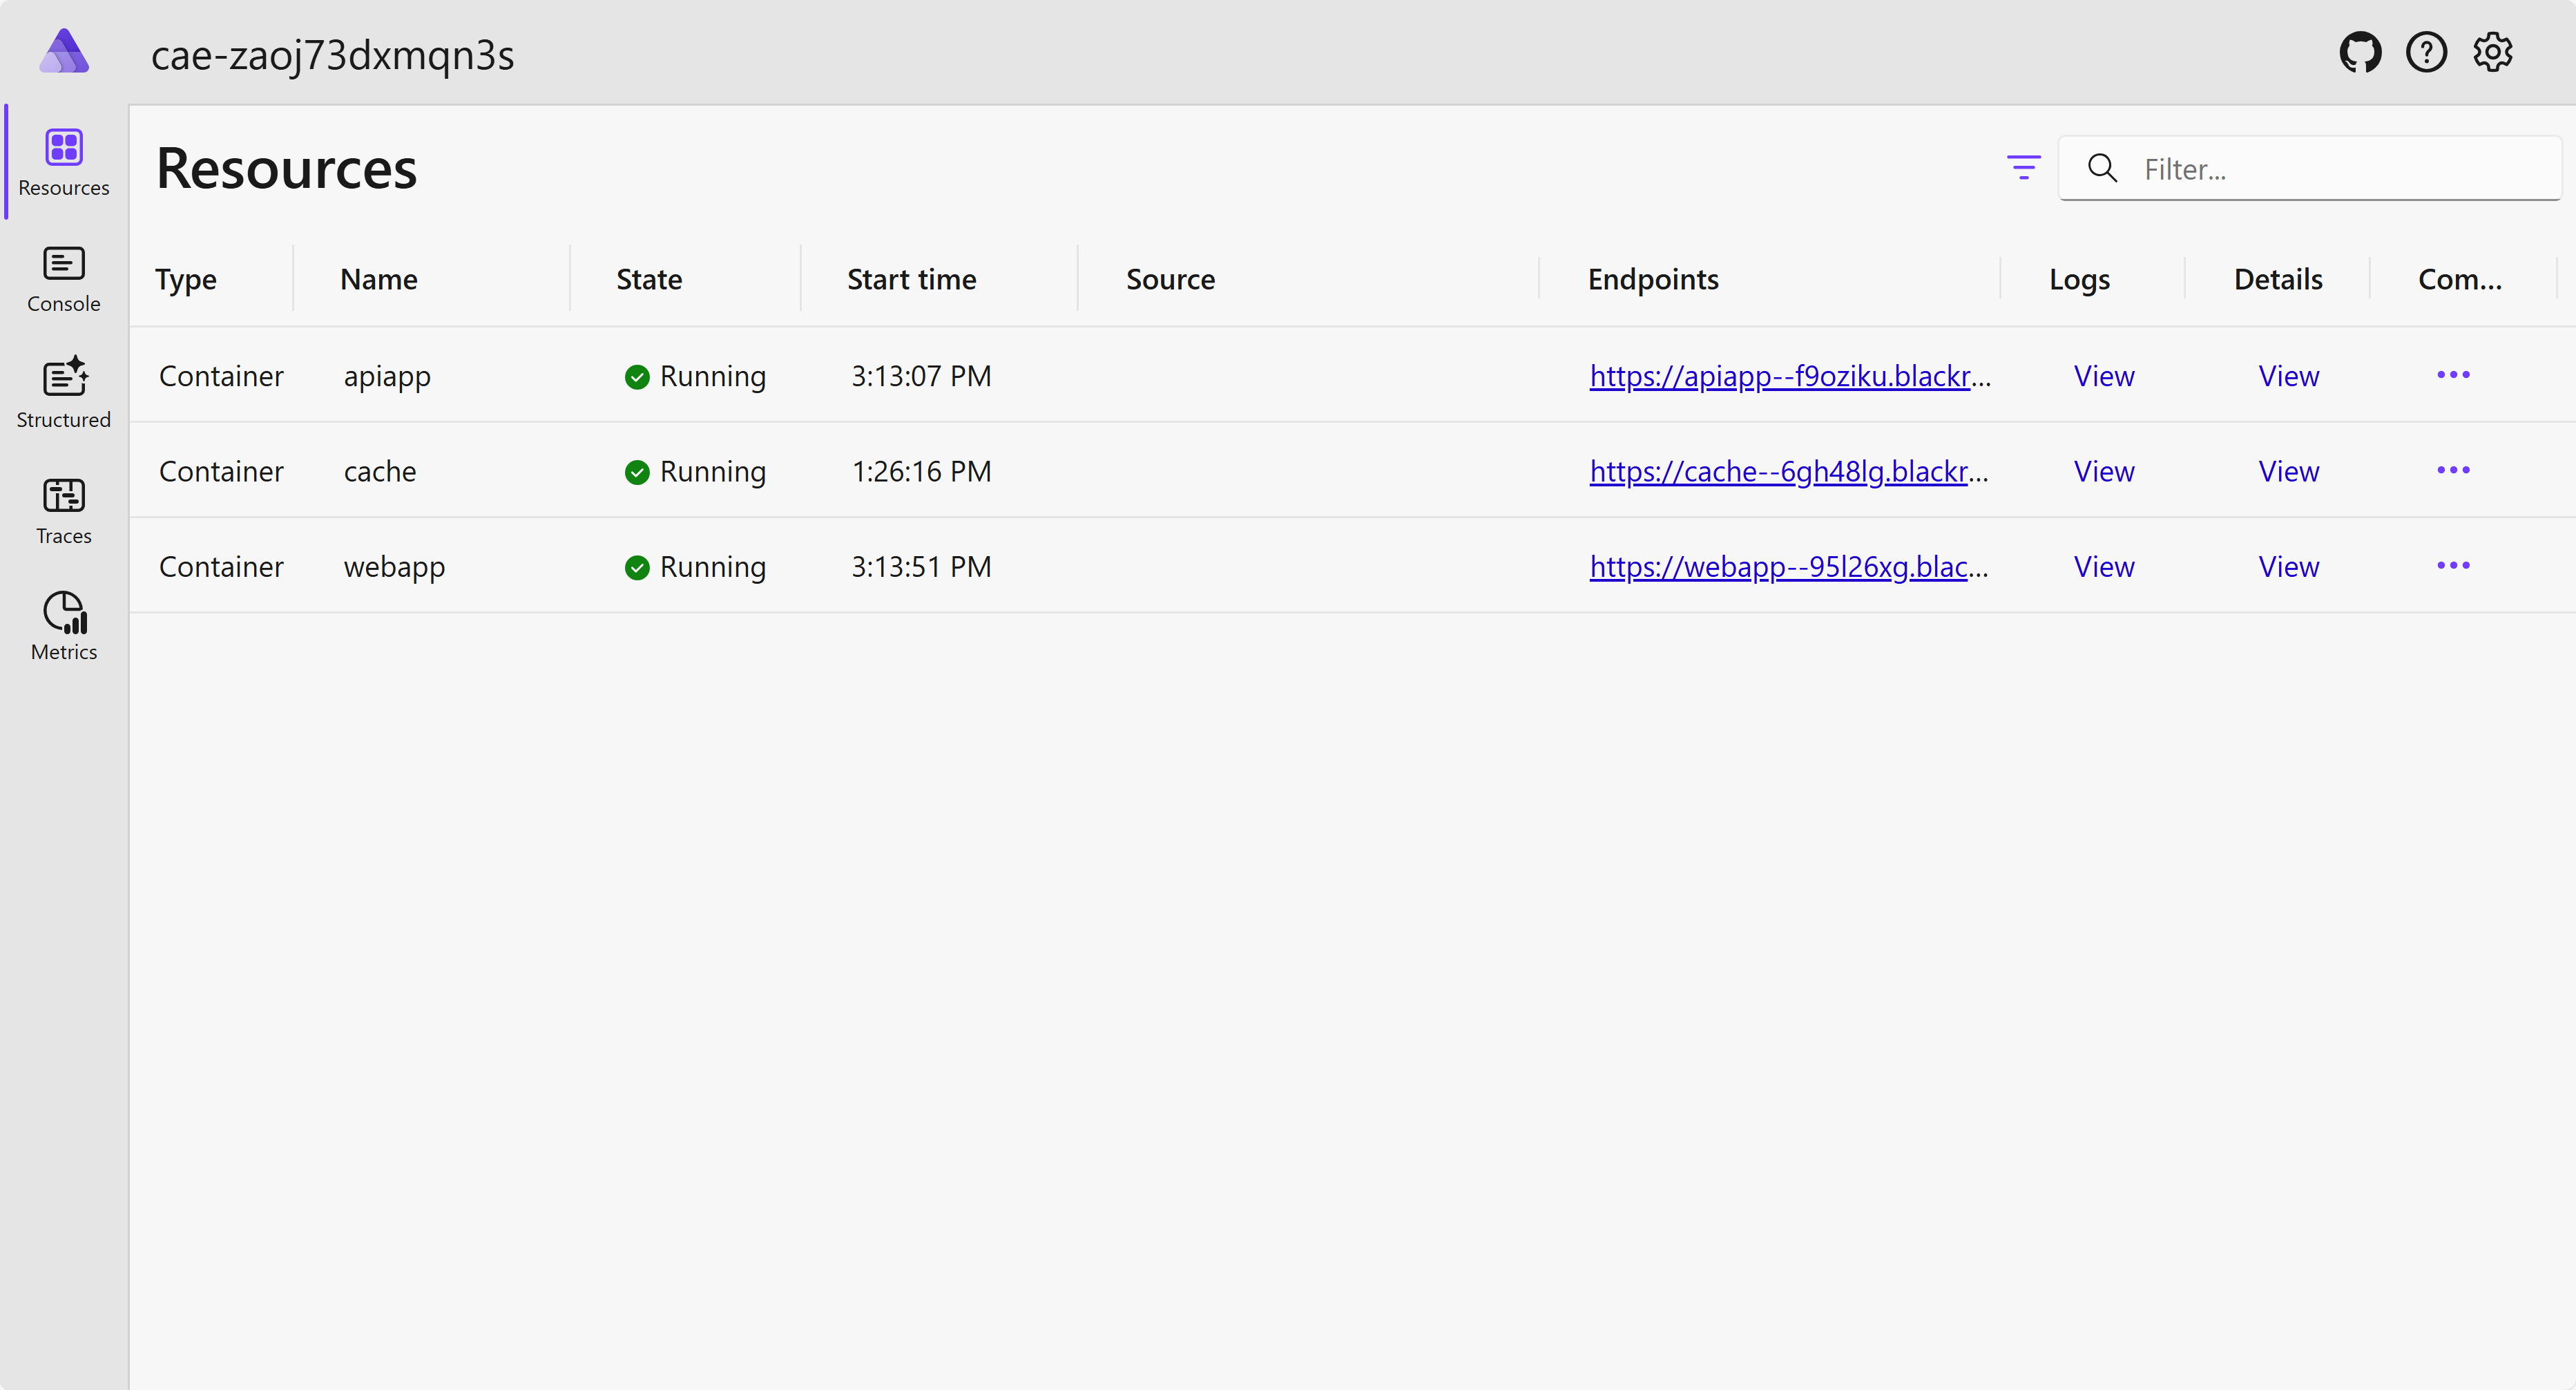 cae-zaoj73dxmqn3s
Resources
Console
Structured
Traces
Metrics
Resources
Filter...
Type Name State Start time Source Endpoints Logs Details Com...
Container apiapp Running 3:13:07 PM https://apiapp--f9oziku.blackr... View View
Container cache Running 1:26:16 PM https://cache--6gh48lg.blackr... View View
Container webapp Running 3:13:51 PM https://webapp--95l26xg.blac... View View